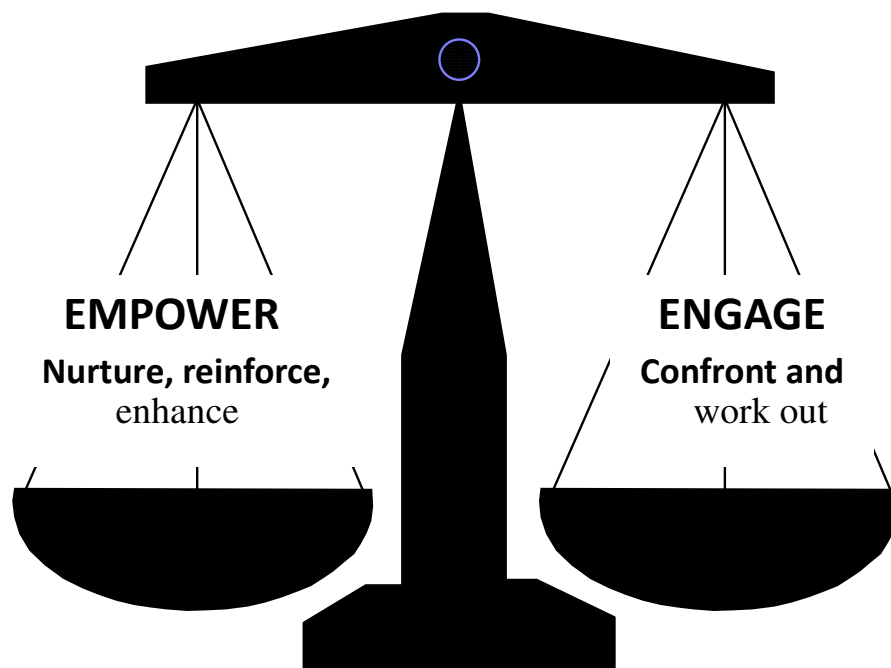 EMPOWER
Nurture, reinforce,
enhance
ENGAGE
Confront and
work out